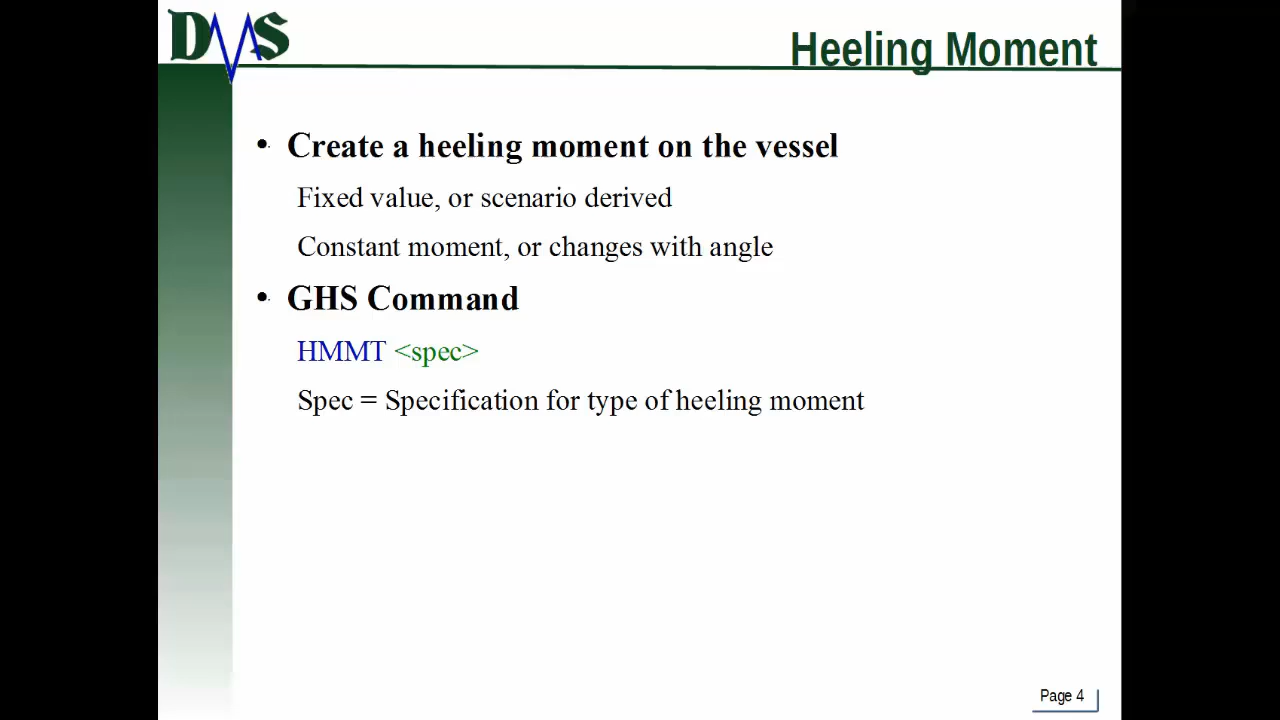 DMS
Heeling Moment
• Create a heeling moment on the vessel
Fixed value, or scenario derived
Constant moment, or changes with angle
• GHS Command
HMMT <spec>
Spec = Specification for type of heeling moment
Page 4